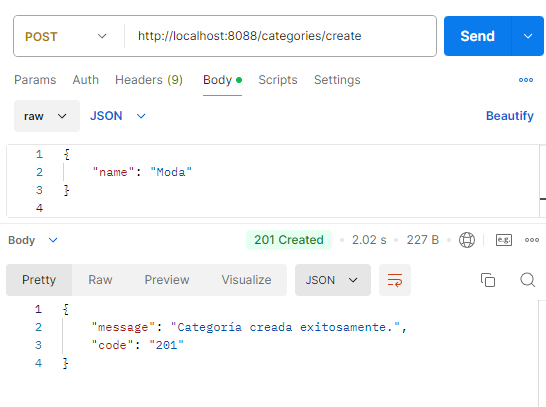 POST http://localhost:8088/categories/create Send
Params Auth Headers (9) Body Scripts Settings
raw JSON Beautify
1 {
2 "name": "Moda"
3 }
4
Body 201 Created 2.02 s 227 B e.g.
Pretty Raw Preview Visualize JSON
1 {
2 "message": "Categoría creada exitosamente.",
3 "code": "201"
4 }